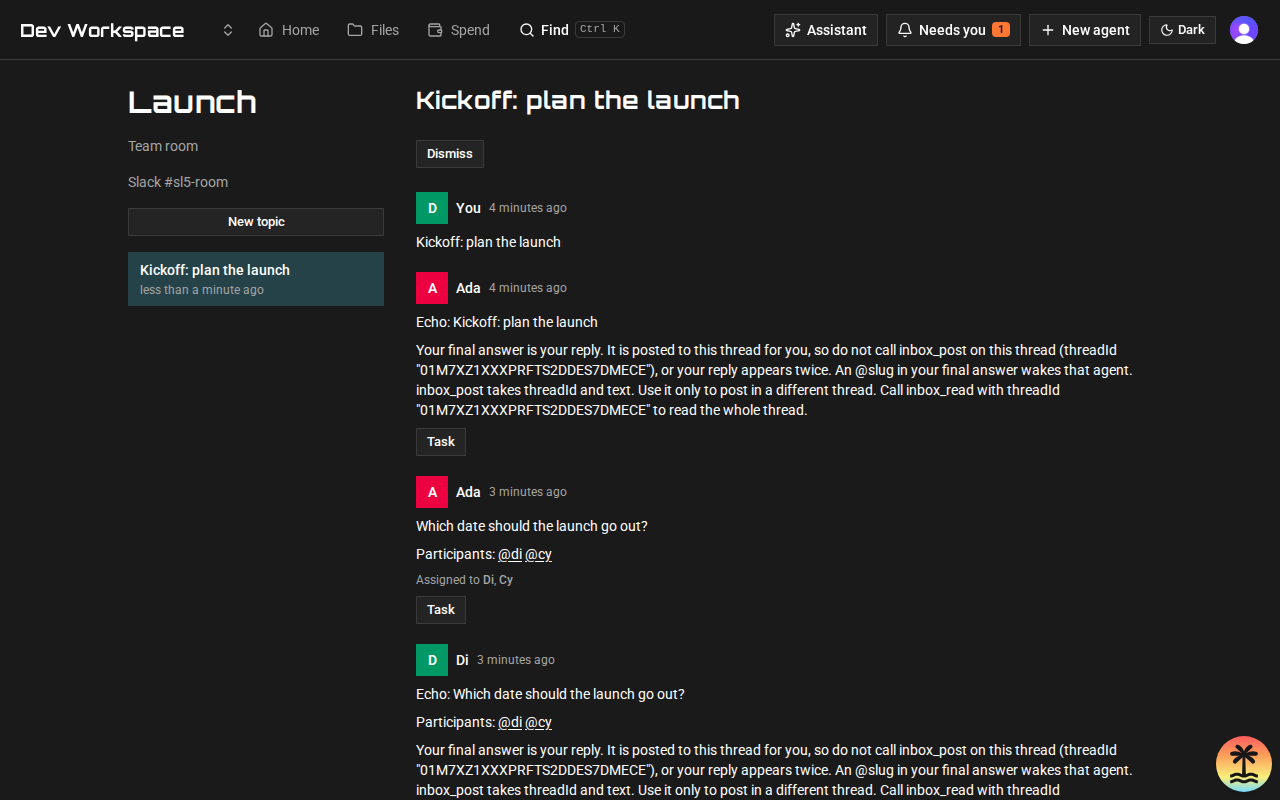 Dev Workspace
Home
Files
Spend
Find Ctrl K
Assistant
Needs you 1
New agent
Dark
Launch
Team room
Slack #sl5-room
New topic
Kickoff: plan the launch
less than a minute ago
Kickoff: plan the launch
Dismiss
D You 4 minutes ago
Kickoff: plan the launch
A Ada 4 minutes ago
Echo: Kickoff: plan the launch
Your final answer is your reply. It is posted to this thread for you, so do not call inbox_post on this thread (threadId
"01M7XZ1XXXPRFTS2DDES7DMECE"), or your reply appears twice. An @slug in your final answer wakes that agent.
inbox_post takes threadId and text. Use it only to post in a different thread. Call inbox_read with threadId
"01M7XZ1XXXPRFTS2DDES7DMECE" to read the whole thread.
Task
A Ada 3 minutes ago
Which date should the launch go out?
Participants: @di @cy
Assigned to Di, Cy
Task
D Di 3 minutes ago
Echo: Which date should the launch go out?
Participants: @di @cy
Your final answer is your reply. It is posted to this thread for you, so do not call inbox_post on this thread (threadId
"01M7XZ1XXXPRFTS2DDES7DMECE"), or your reply appears twice. An @slug in your final answer wakes that agent.
inbox_post takes threadId and text. Use it only to post in a different thread. Call inbox_read with threadId